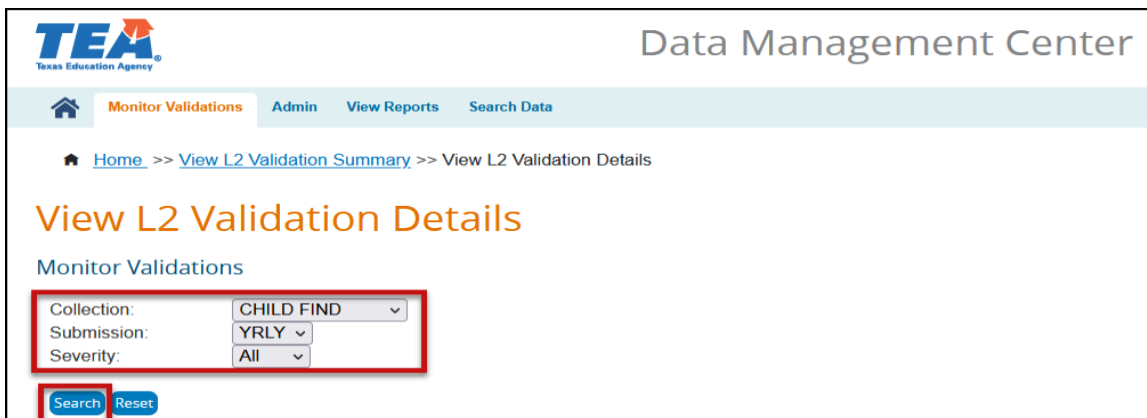 TEA®
Texas Education Agency
Data Management Center
Monitor Validations Admin View Reports Search Data
Home >> View L2 Validation Summary >> View L2 Validation Details
View L2 Validation Details
Monitor Validations
Collection: CHILD FIND
Submission: YRLY
Severity: All
Search Reset